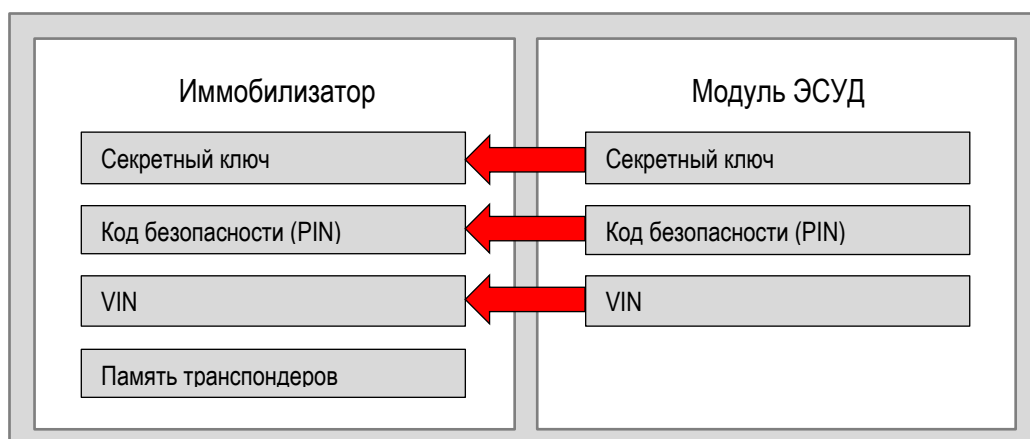 Иммобилизатор
Секретный ключ
Код безопасности (PIN)
VIN
Память транспондеров
Модуль ЭСУД
Секретный ключ
Код безопасности (PIN)
VIN